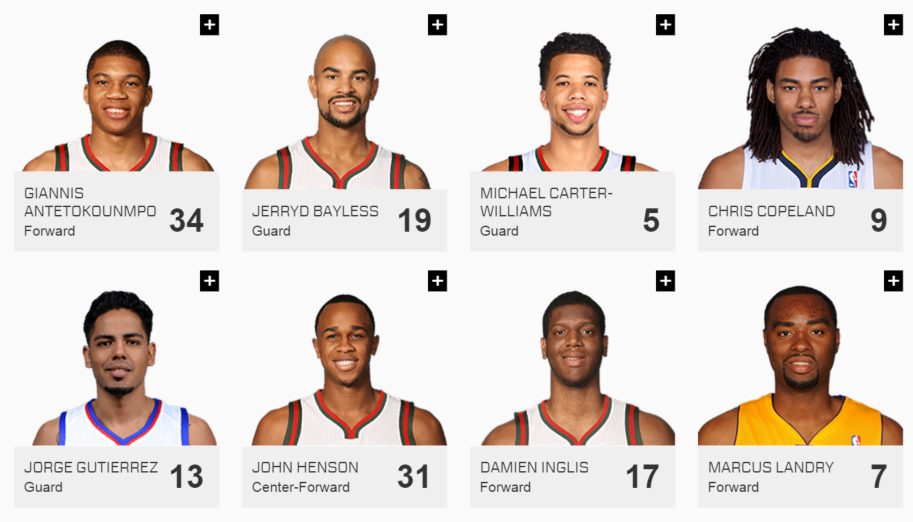 +
+
+
+
GIANNIS
ANTETOKOUNMPO
Forward
34
JERRYD BAYLESS
Guard
19
MICHAEL CARTER-
WILLIAMS
Guard
5
CHRIS COPELAND
Forward
9
+
+
+
+
JORGE GUTIERREZ
Guard
13
JOHN HENSON
Center-Forward
31
DAMIEN INGLIS
Forward
17
MARCUS LANDRY
Forward
7